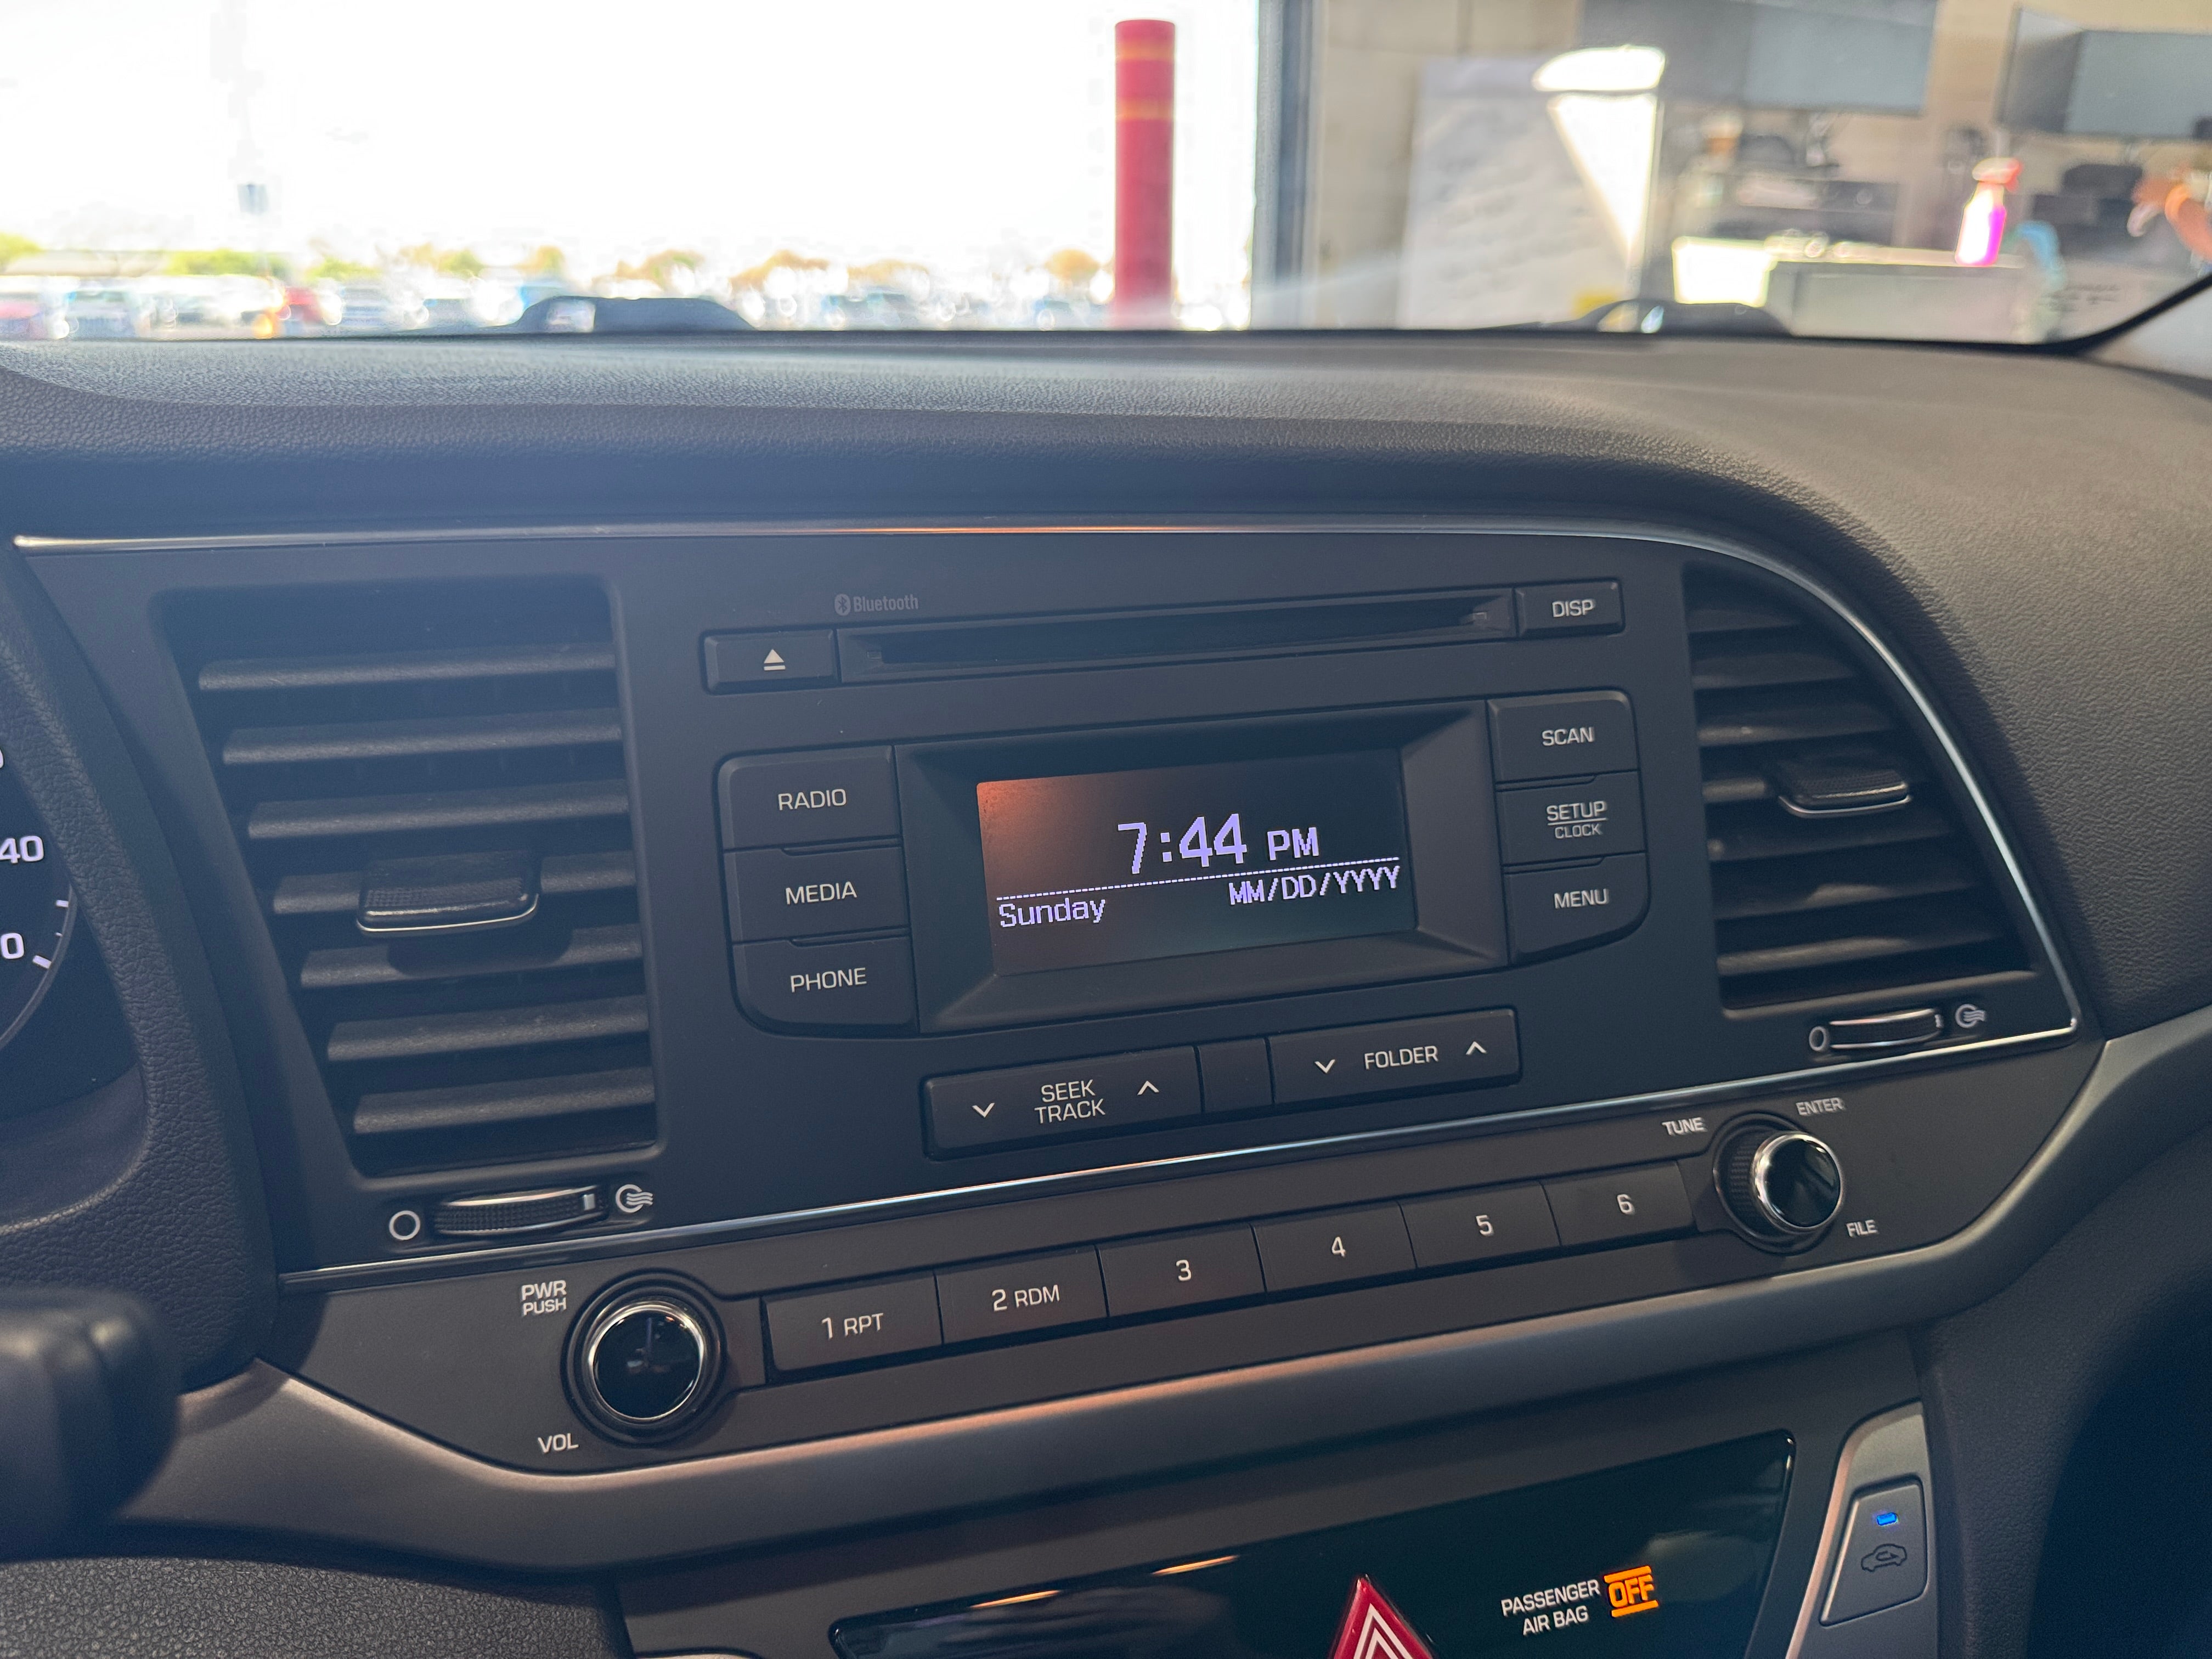 Bluetooth
DISP
RADIO
MEDIA
PHONE
7:44 PM
Sunday
MM/DD/YYYY
SCAN
SETUP
CLOCK
MENU
SEEK
TRACK
FOLDER
40
0
TUNE
ENTER
FILE
PWR
PUSH
VOL
1 RPT
2 RDM
3
4
5
6
PASSENGER
AIR BAG
OFF